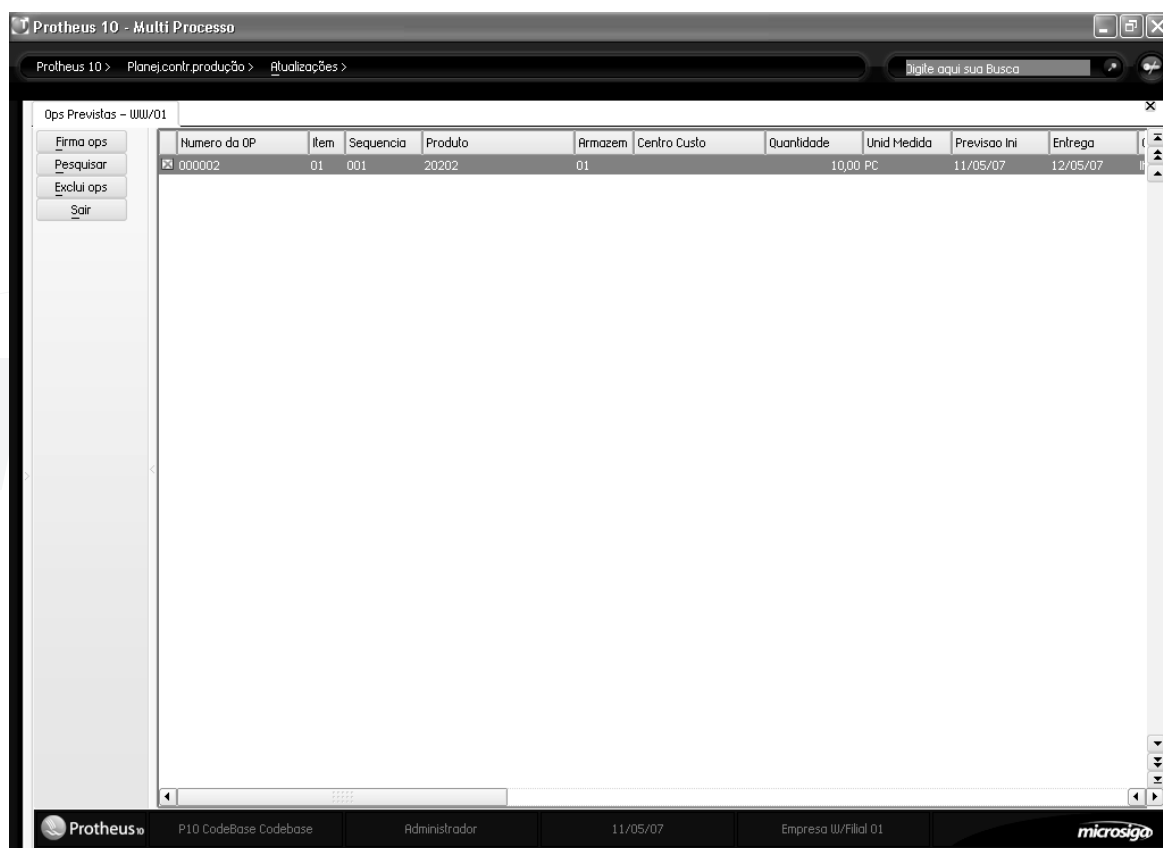 Protheus 10 - Multi Processo
Protheus 10 > Planej.contr.produção > Atualizações >
Digite aqui sua Busca
Ops Previstas - WW/01
Firma ops
Pesquisar
Exclui ops
Sair
Numero da OP Item Sequencia Produto Armazem Centro Custo Quantidade Unid Medida Previsao Ini Entrega
000002 01 001 20202 01 10,00 PC 11/05/07 12/05/07
Protheus10 P10 CodeBase Codebase Administrador 11/05/07 Empresa W/Filial 01 microsiga